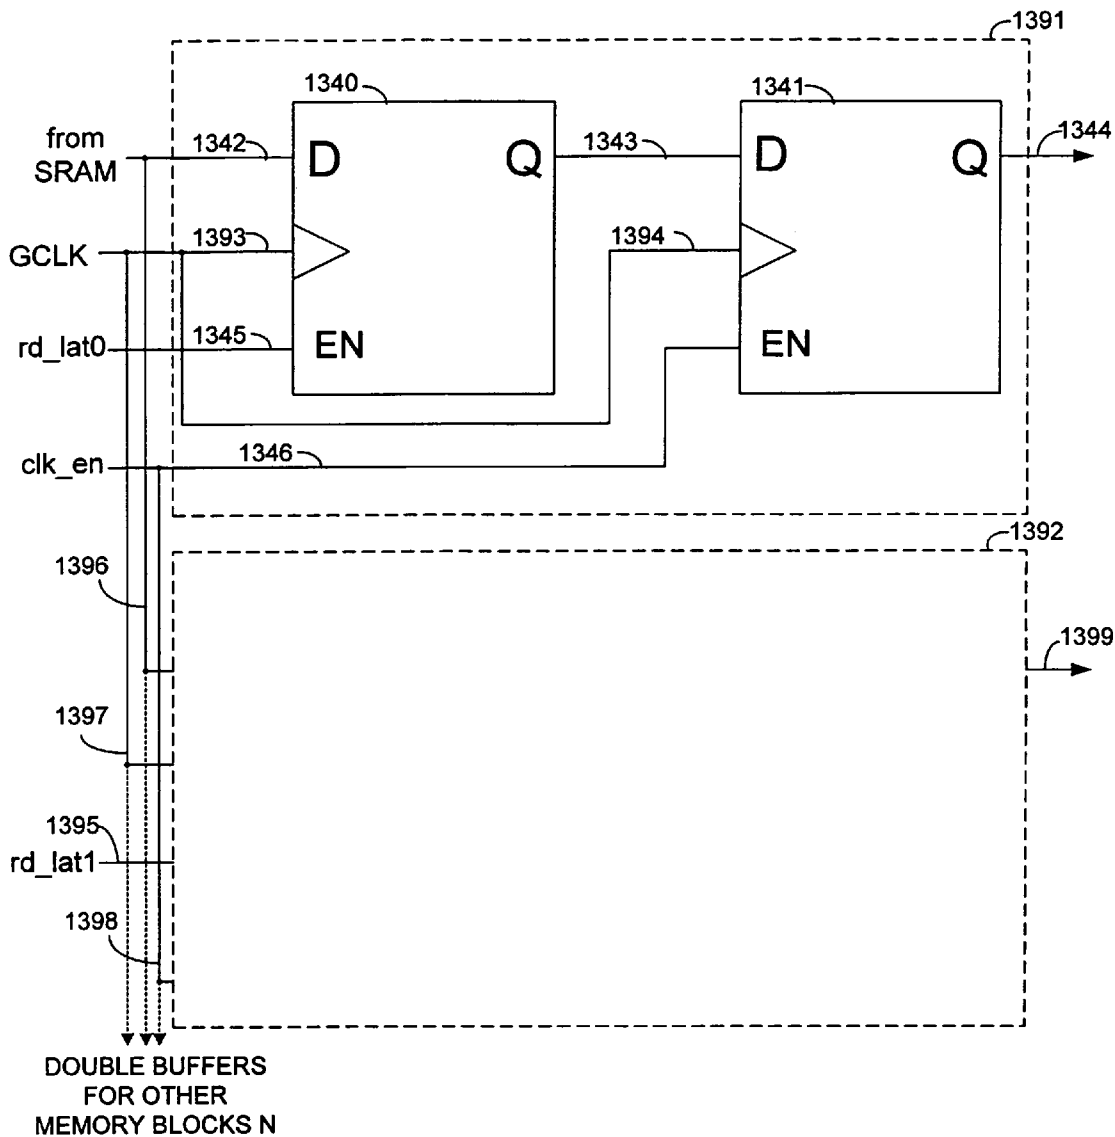 1391
1340
1341
from
SRAM
1342
D
Q
1343
D
Q
1344
GCLK
1393
1394
rd_lat0
1345
EN
EN
clk_en
1346
1392
1396
1399
1397
1395
rd_lat1
1398
DOUBLE BUFFERS
FOR OTHER
MEMORY BLOCKS N